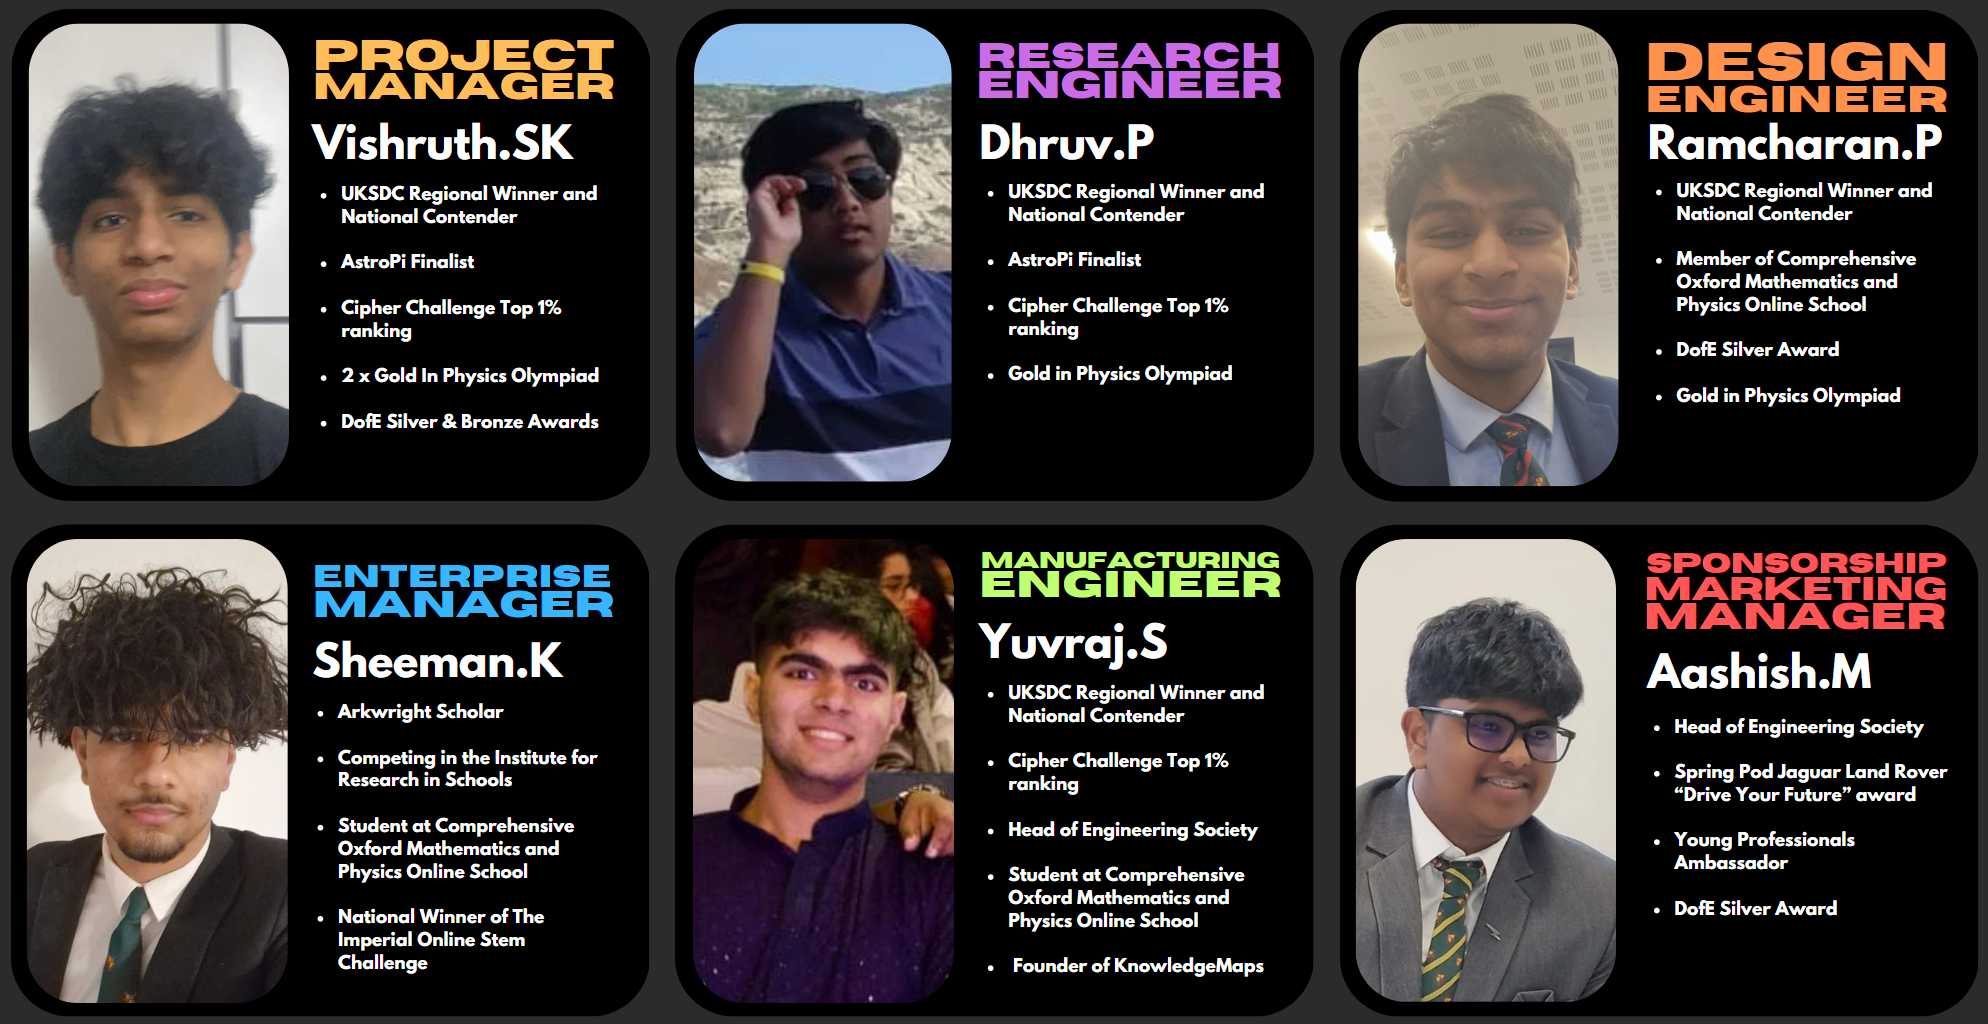 PROJECT
MANAGER
Vishruth.SK
• UKSDC Regional Winner and
National Contender
• AstroPi Finalist
• Cipher Challenge Top 1%
ranking
• 2 x Gold In Physics Olympiad
• DofE Silver & Bronze Awards
RESEARCH
ENGINEER
Dhruv.P
• UKSDC Regional Winner and
National Contender
• AstroPi Finalist
• Cipher Challenge Top 1%
ranking
• Gold in Physics Olympiad
DESIGN
ENGINEER
Ramcharan.P
• UKSDC Regional Winner and
National Contender
• Member of Comprehensive
Oxford Mathematics and
Physics Online School
• DofE Silver Award
• Gold in Physics Olympiad
ENTERPRISE
MANAGER
Sheeman.K
• Arkwright Scholar
• Competing in the Institute for
Research in Schools
• Student at Comprehensive
Oxford Mathematics and
Physics Online School
• National Winner of The
Imperial Online Stem
Challenge
MANUFACTURING
ENGINEER
Yuvraj.S
• UKSDC Regional Winner and
National Contender
• Cipher Challenge Top 1%
ranking
• Head of Engineering Society
• Student at Comprehensive
Oxford Mathematics and
Physics Online School
• Founder of KnowledgeMaps
SPONSORSHIP
MARKETING
MANAGER
Aashish.M
• Head of Engineering Society
• Spring Pod Jaguar Land Rover
“Drive Your Future” award
• Young Professionals
Ambassador
• DofE Silver Award